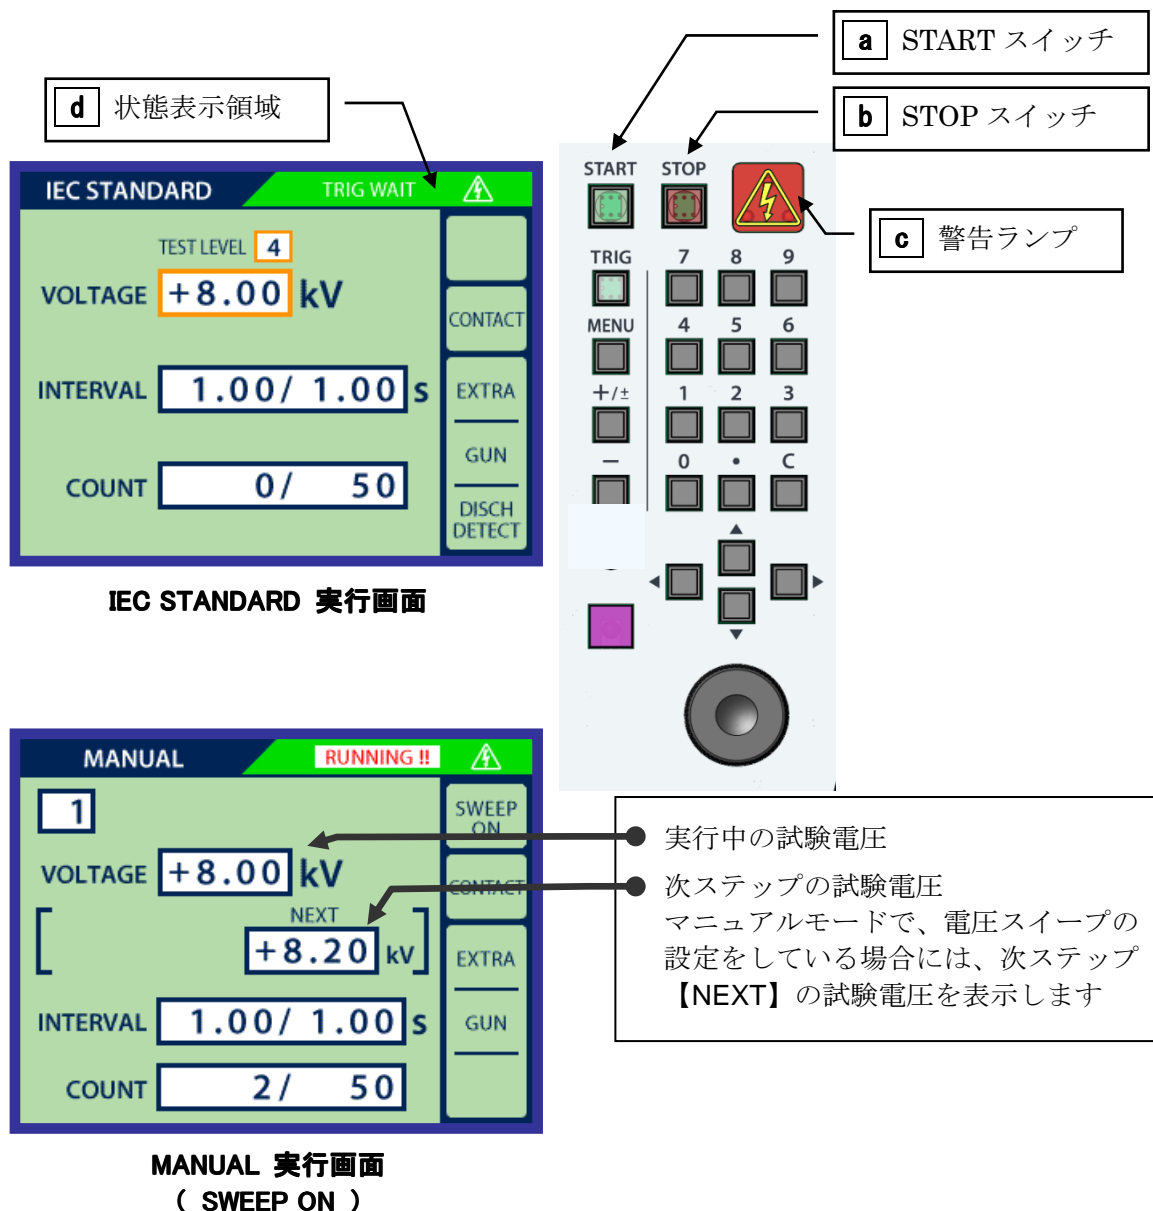 a START スイッチ
d 状態表示領域
b STOP スイッチ
START STOP
IEC STANDARD TRIG WAIT
c 警告ランプ
TEST LEVEL 4
VOLTAGE +8.00 kV
CONTACT
INTERVAL 1.00/ 1.00 s
EXTRA
GUN
COUNT 0/ 50
DISCH
DETECT
TRIG 7 8 9
MENU 4 5 6
+/± 1 2 3
− 0 • C
▲
◀ ▶
▼
IEC STANDARD 実行画面
MANUAL RUNNING !!
1
SWEEP
ON
VOLTAGE +8.00 kV
CONTACT
NEXT
[ +8.20 kV ]
EXTRA
INTERVAL 1.00/ 1.00 s
GUN
COUNT 2/ 50
● 実行中の試験電圧
● 次ステップの試験電圧
マニュアルモードで、電圧スイープの
設定をしている場合には、次ステップ
【NEXT】の試験電圧を表示します
MANUAL 実行画面
( SWEEP ON )